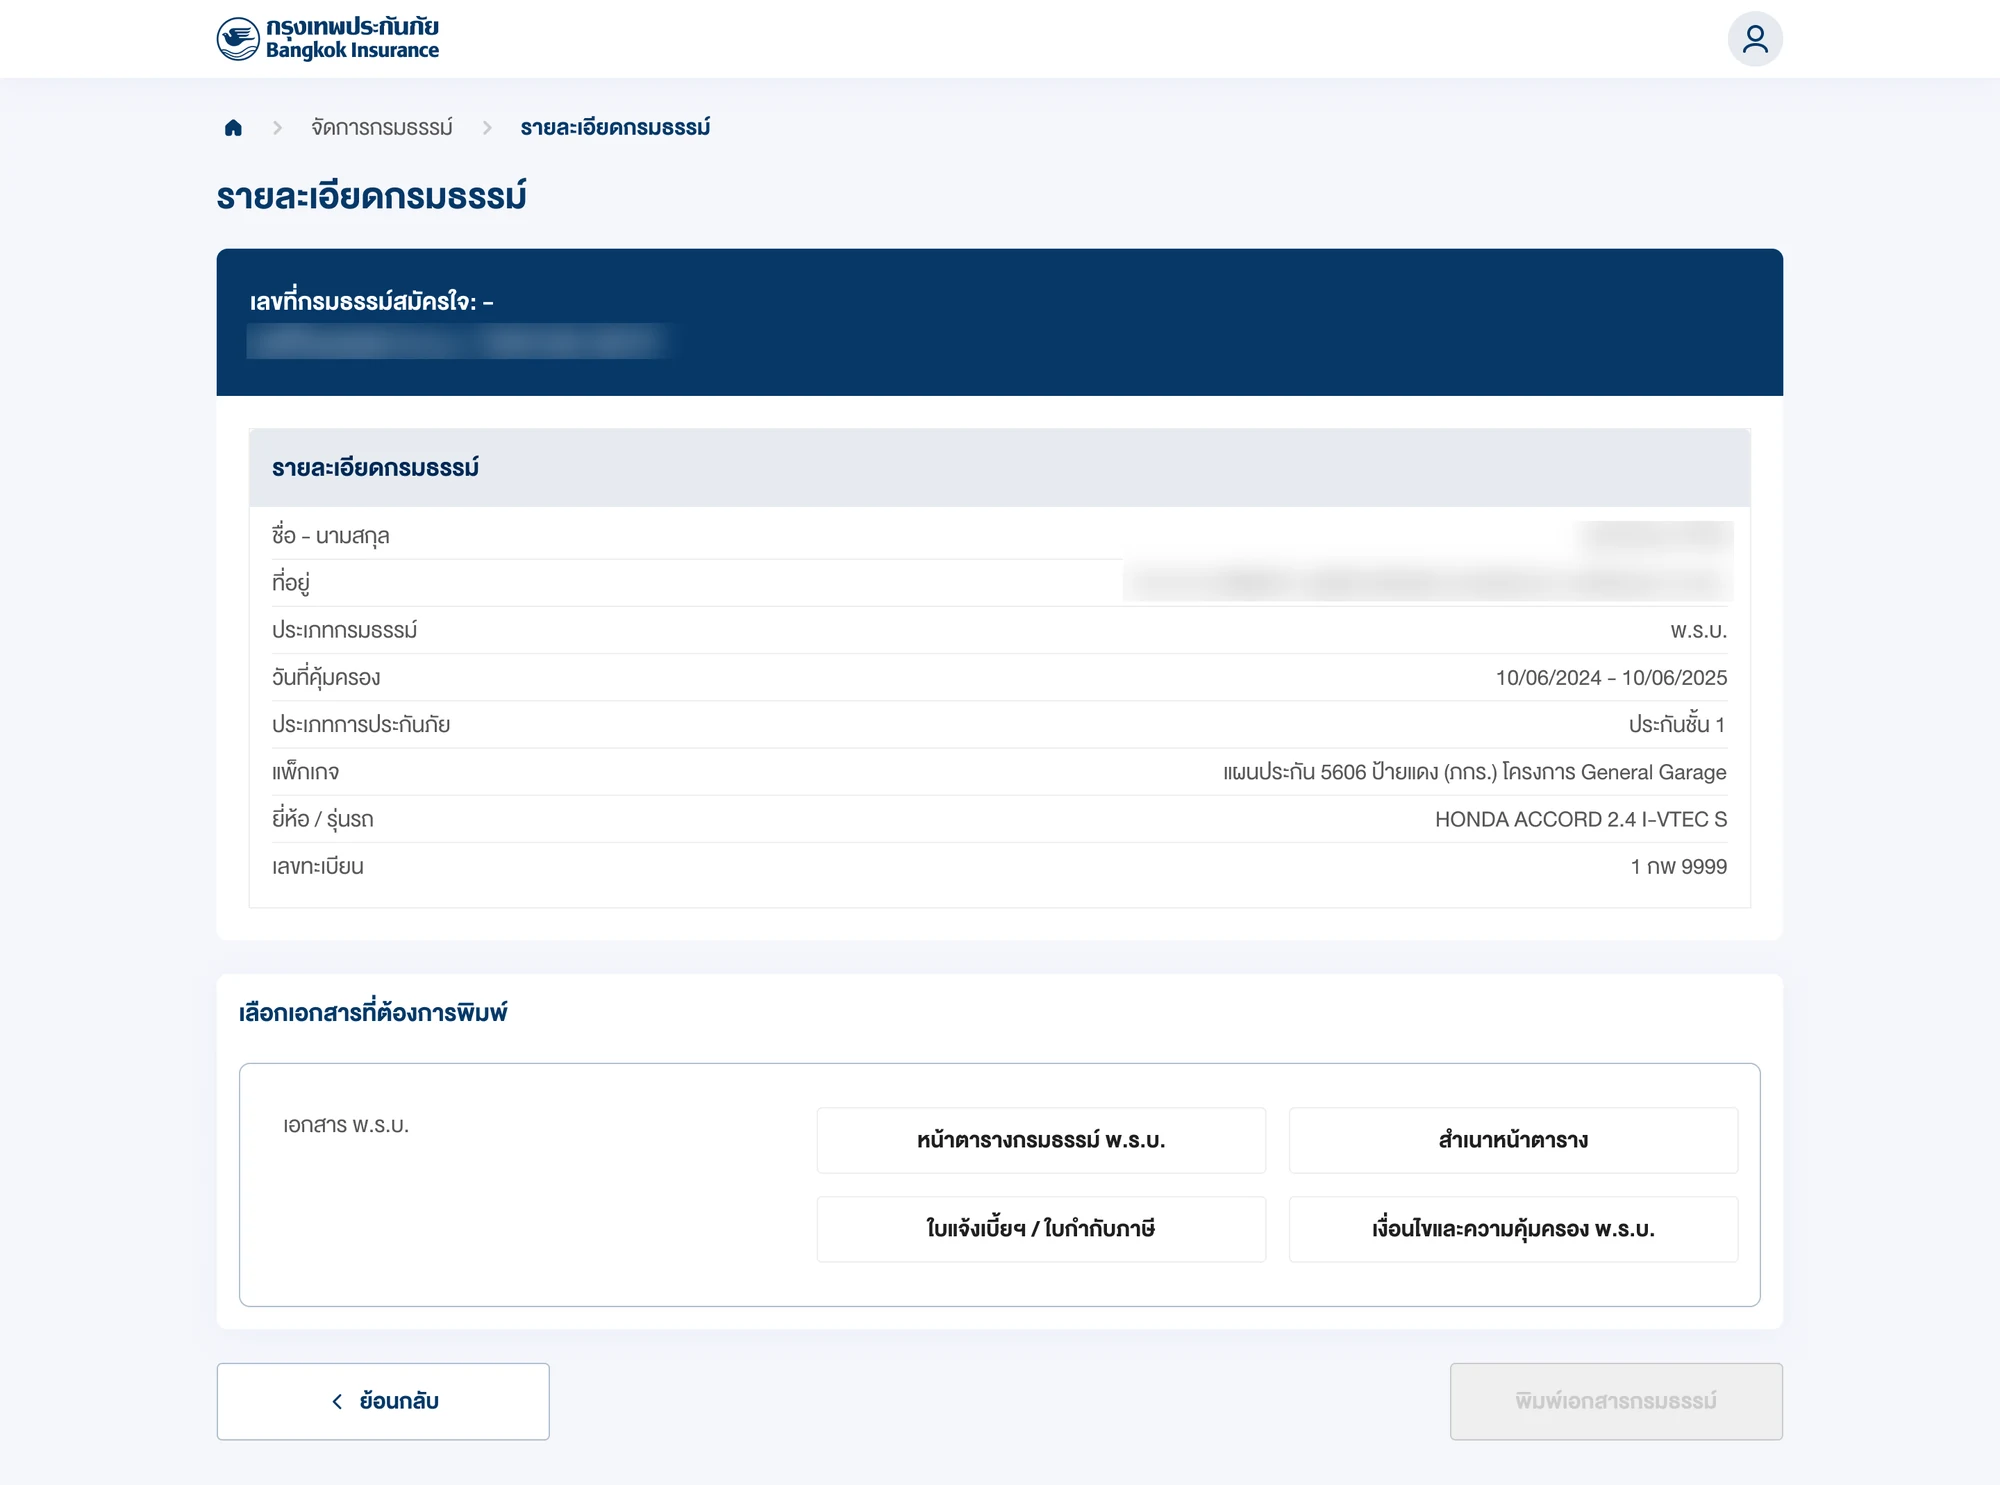 กรุงเทพประกันภัย
Bangkok Insurance
จัดการกรมธรรม์ รายละเอียดกรมธรรม์
รายละเอียดกรมธรรม์
เลขที่กรมธรรม์สมัครใจ: -
รายละเอียดกรมธรรม์
ชื่อ - นามสกุล
ที่อยู่
ประเภทกรมธรรม์ พ.ร.บ.
วันที่คุ้มครอง 10/06/2024 - 10/06/2025
ประเภทการประกันภัย ประกันชั้น 1
แพ็กเกจ แผนประกัน 5606 ป้ายแดง (ภกร.) โครงการ General Garage
ยี่ห้อ / รุ่นรถ HONDA ACCORD 2.4 I-VTEC S
เลขทะเบียน 1 กพ 9999
เลือกเอกสารที่ต้องการพิมพ์
เอกสาร พ.ร.บ.
หน้าตารางกรมธรรม์ พ.ร.บ. สำเนาหน้าตาราง
ใบแจ้งเบี้ยฯ / ใบกำกับภาษี เงื่อนไขและความคุ้มครอง พ.ร.บ.
ย้อนกลับ พิมพ์เอกสารกรมธรรม์